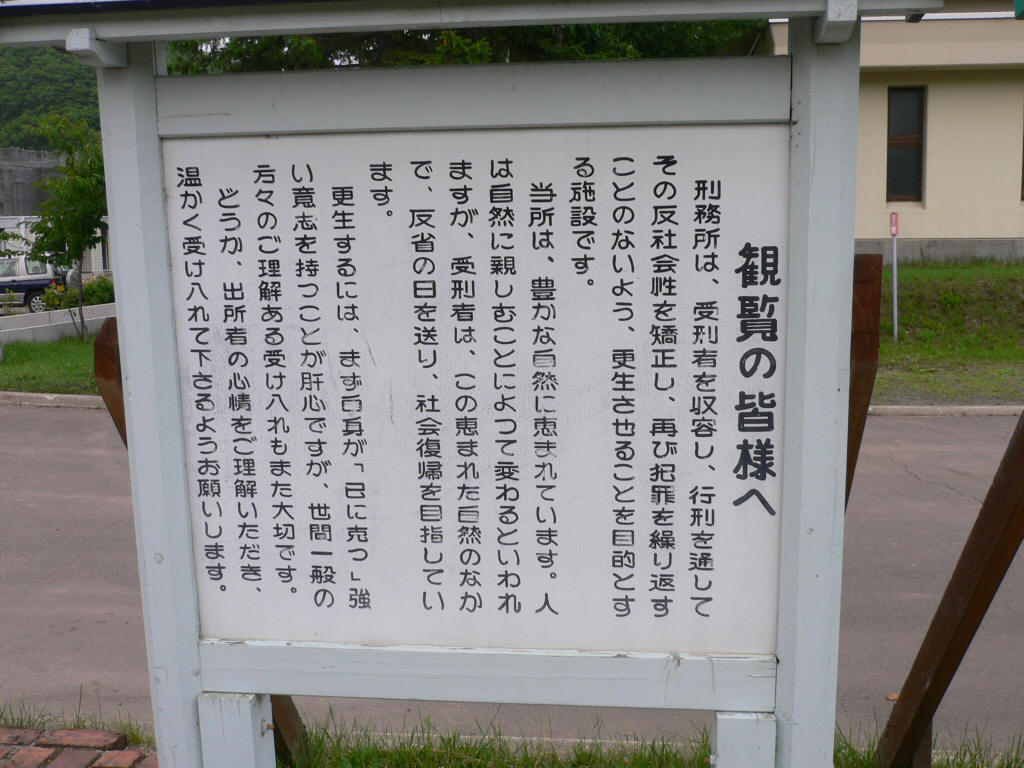 観覧の皆様へ
刑務所は、受刑者を収容し、行刑を通して
その反社会性を矯正し、再び犯罪を繰り返す
ことのないよう、更生させることを目的とす
る施設です。
当所は、豊かな自然に恵まれています。人
は自然に親しむことによって変わるといわれ
ますが、受刑者は、この恵まれた自然のなか
で、反省の日を送り、社会復帰を目指してい
ます。
更生するには、まず自身が「己に克つ」強
い意志を持つことが肝心ですが、世間一般の
方々のご理解ある受け入れもまた大切です。
どうか、出所者の心情をご理解いただき、
温かく受け入れて下さるようお願いします。